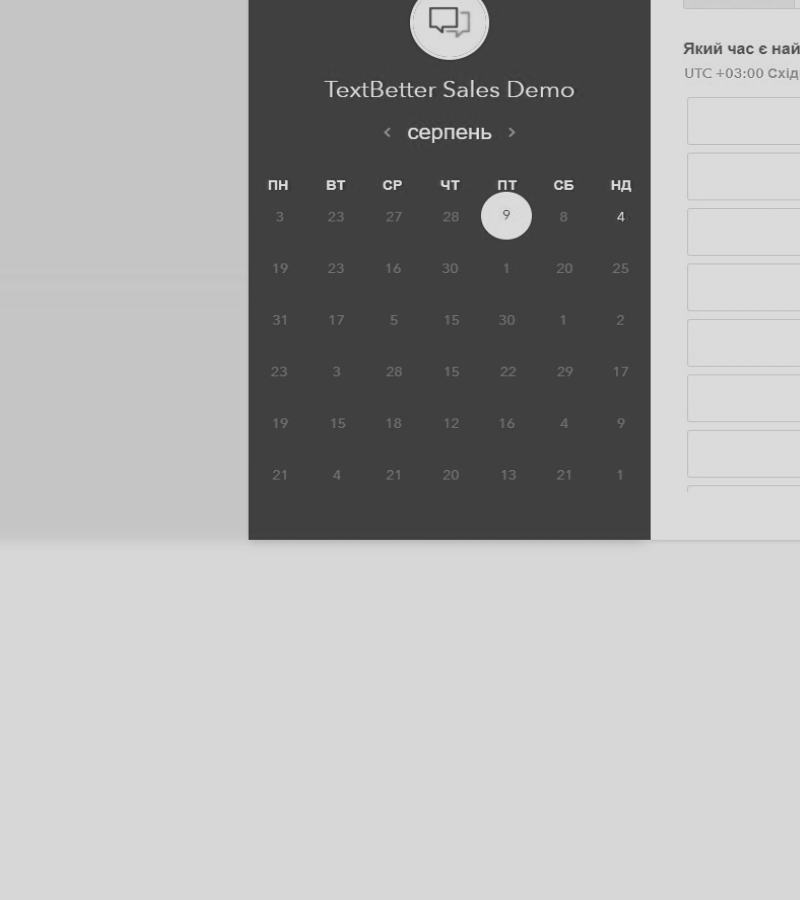 TextBetter Sales Demo
серпень
ПН ВТ СР ЧТ ПТ СБ НД
3 23 27 28 9 8 4
19 23 16 30 1 20 25
31 17 5 15 30 1 2
23 3 28 15 22 29 17
19 15 18 12 16 4 9
21 4 21 20 13 21 1
Який час є най
UTC +03:00 Схід